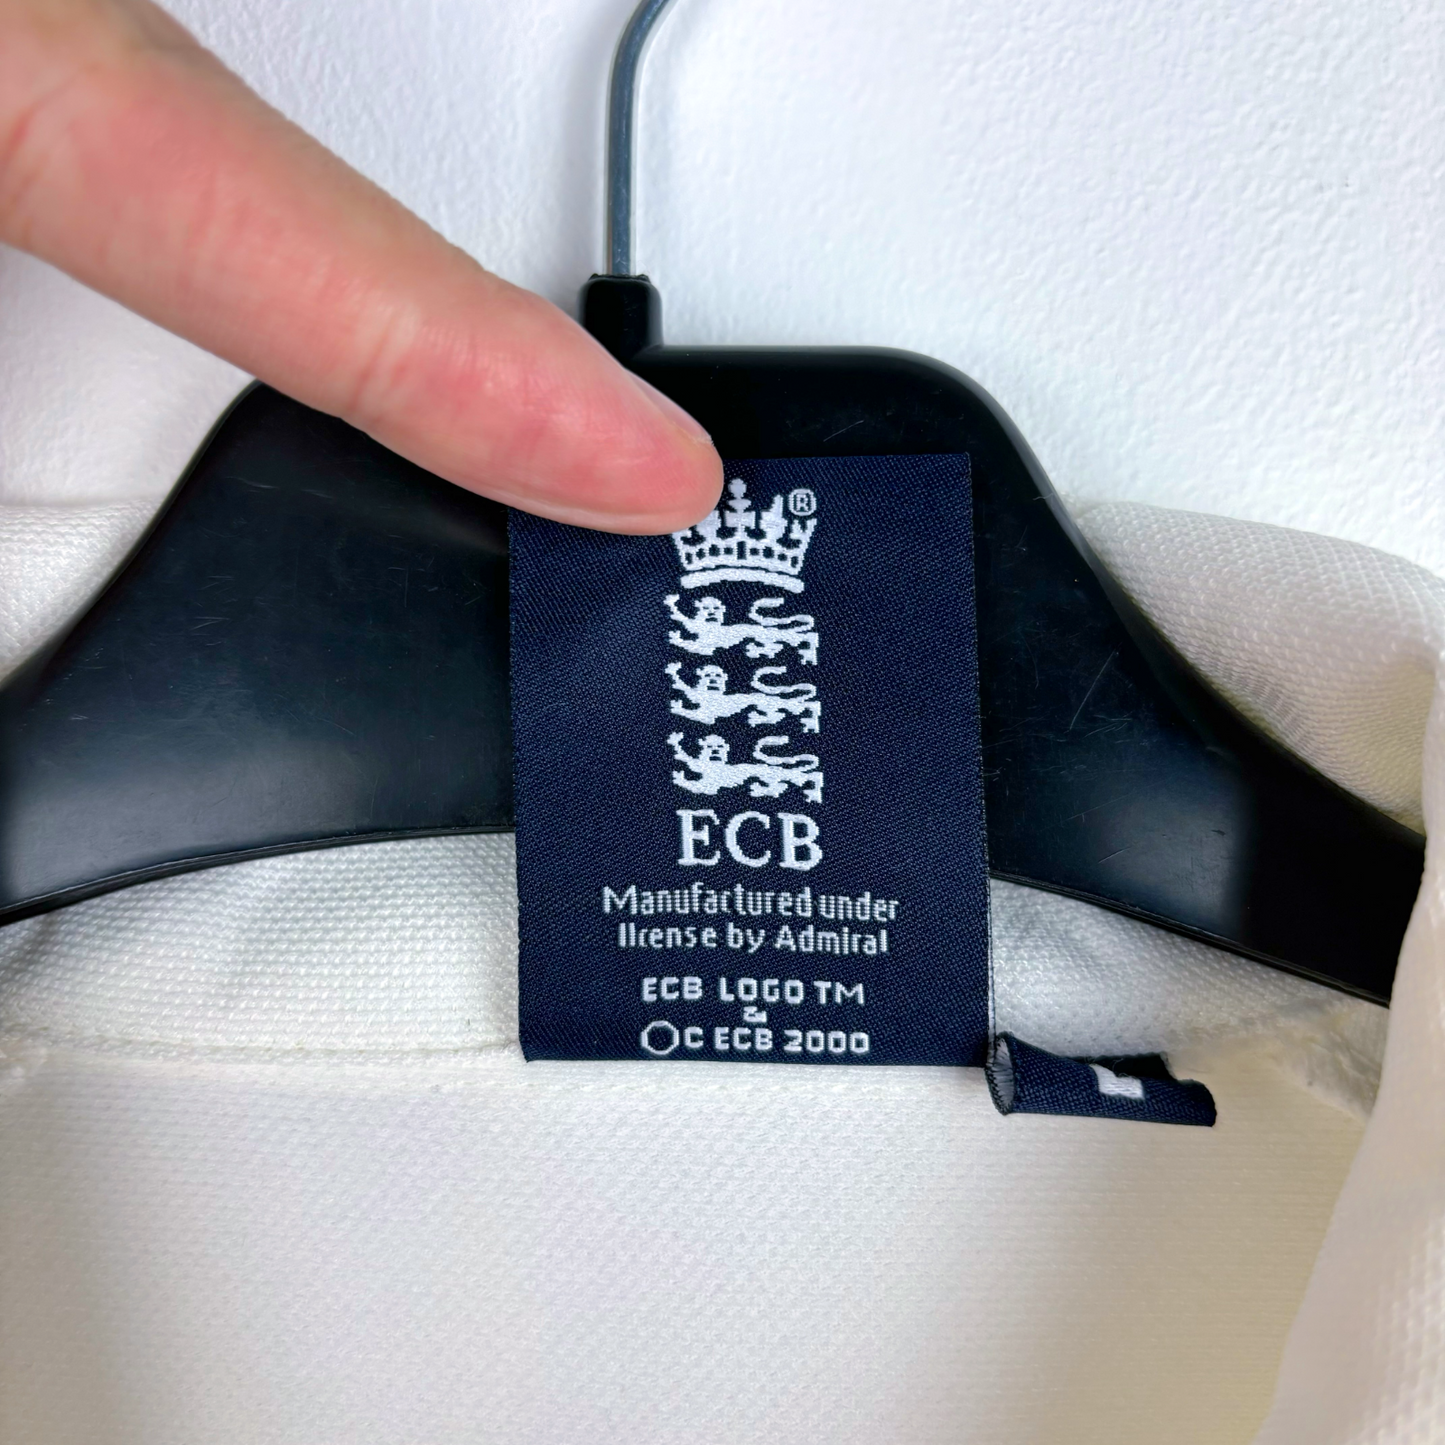 ®
ECB
Manufactured under
license by Admiral
ECB LOGO TM
&
C ECB 2000